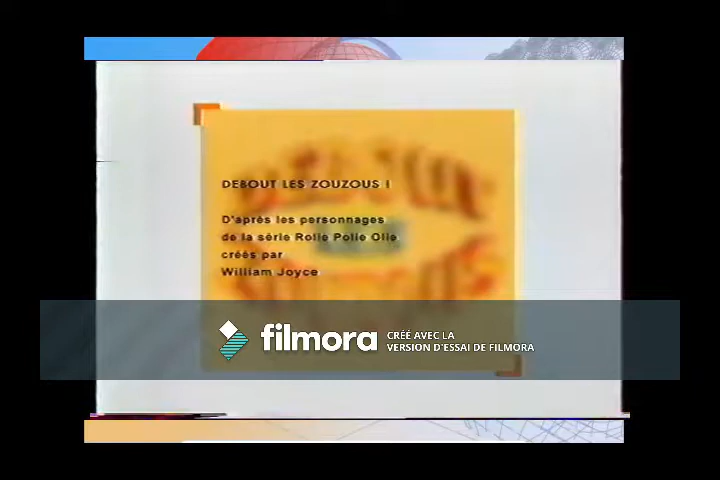 DEBOUT LES ZOUZOUS !
D'après les personnages
de la série Rolie Polie Olie
créés par
William Joyce
filmora
CRÉÉ AVEC LA
VERSION D'ESSAI DE FILMORA